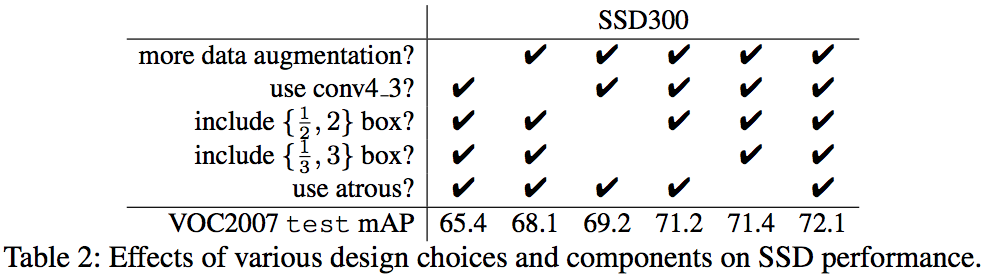 SSD300
more data augmentation? ✔ ✔ ✔ ✔ ✔
use conv4_3? ✔ ✔ ✔ ✔ ✔
include {1/2, 2} box? ✔ ✔ ✔ ✔ ✔
include {1/3, 3} box? ✔ ✔ ✔ ✔
use atrous? ✔ ✔ ✔ ✔ ✔
VOC2007 test mAP 65.4 68.1 69.2 71.2 71.4 72.1
Table 2: Effects of various design choices and components on SSD performance.